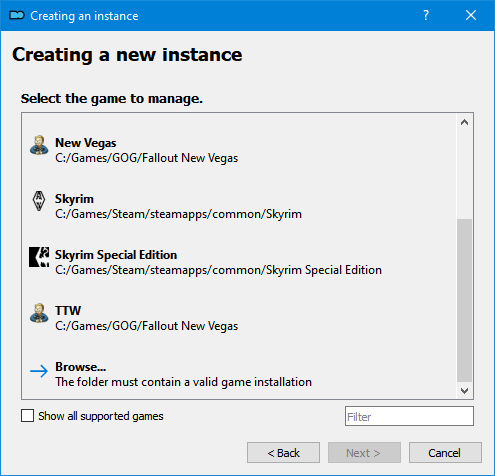 Creating an instance
Creating a new instance
Select the game to manage.
New Vegas
C:/Games/GOG/Fallout New Vegas
Skyrim
C:/Games/Steam/steamapps/common/Skyrim
Skyrim Special Edition
C:/Games/Steam/steamapps/common/Skyrim Special Edition
TTW
C:/Games/GOG/Fallout New Vegas
Browse...
The folder must contain a valid game installation
Show all supported games
Filter
< Back
Next >
Cancel